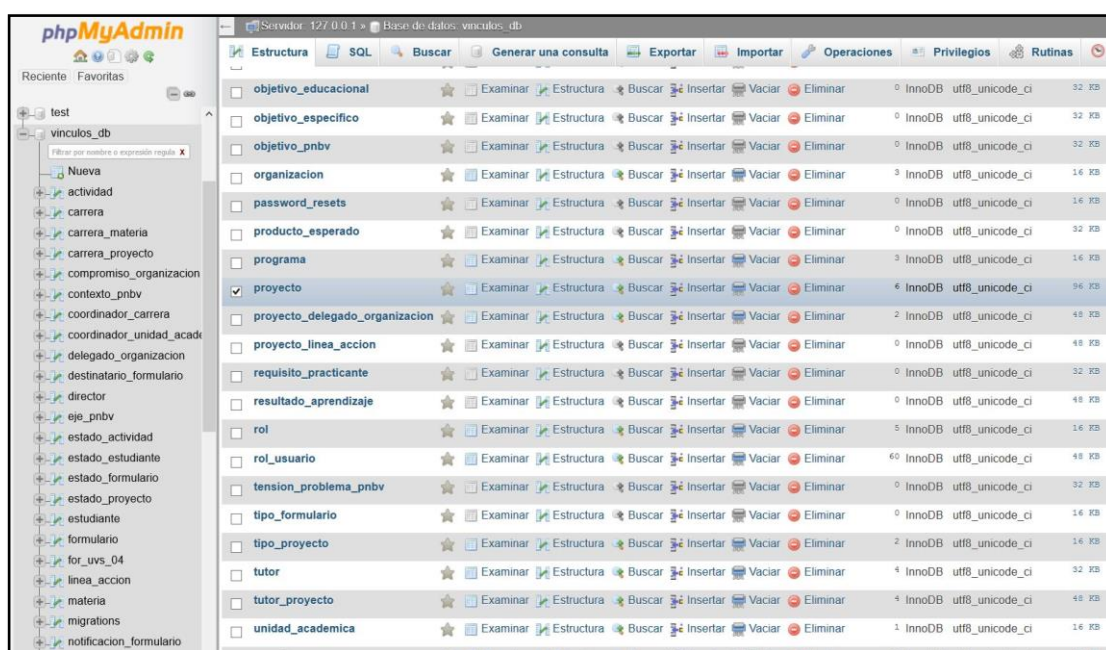 phpMyAdmin
Reciente Favoritas
test
vinculos_db
Filtrar por nombre o expresión regula X
Nueva
actividad
carrera
carrera_materia
carrera_proyecto
compromiso_organizacion
contexto_pnbv
coordinador_carrera
coordinador_unidad_acade
delegado_organizacion
destinatario_formulario
director
eje_pnbv
estado_actividad
estado_estudiante
estado_formulario
estado_proyecto
estudiante
formulario
for_uvs_04
linea_accion
materia
migrations
notificacion_formulario
Servidor: 127.0.0.1 » Base de datos: vinculos_db
Estructura SQL Buscar Generar una consulta Exportar Importar Operaciones Privilegios Rutinas
objetivo_educacional Examinar Estructura Buscar Insertar Vaciar Eliminar 0 InnoDB utf8_unicode_ci 32 KB
objetivo_especifico Examinar Estructura Buscar Insertar Vaciar Eliminar 0 InnoDB utf8_unicode_ci 32 KB
objetivo_pnbv Examinar Estructura Buscar Insertar Vaciar Eliminar 0 InnoDB utf8_unicode_ci 32 KB
organizacion Examinar Estructura Buscar Insertar Vaciar Eliminar 3 InnoDB utf8_unicode_ci 16 KB
password_resets Examinar Estructura Buscar Insertar Vaciar Eliminar 0 InnoDB utf8_unicode_ci 16 KB
producto_esperado Examinar Estructura Buscar Insertar Vaciar Eliminar 0 InnoDB utf8_unicode_ci 32 KB
programa Examinar Estructura Buscar Insertar Vaciar Eliminar 3 InnoDB utf8_unicode_ci 16 KB
proyecto Examinar Estructura Buscar Insertar Vaciar Eliminar 6 InnoDB utf8_unicode_ci 96 KB
proyecto_delegado_organizacion Examinar Estructura Buscar Insertar Vaciar Eliminar 2 InnoDB utf8_unicode_ci 48 KB
proyecto_linea_accion Examinar Estructura Buscar Insertar Vaciar Eliminar 0 InnoDB utf8_unicode_ci 48 KB
requisito_practicante Examinar Estructura Buscar Insertar Vaciar Eliminar 0 InnoDB utf8_unicode_ci 32 KB
resultado_aprendizaje Examinar Estructura Buscar Insertar Vaciar Eliminar 0 InnoDB utf8_unicode_ci 48 KB
rol Examinar Estructura Buscar Insertar Vaciar Eliminar 5 InnoDB utf8_unicode_ci 16 KB
rol_usuario Examinar Estructura Buscar Insertar Vaciar Eliminar 60 InnoDB utf8_unicode_ci 48 KB
tension_problema_pnbv Examinar Estructura Buscar Insertar Vaciar Eliminar 0 InnoDB utf8_unicode_ci 32 KB
tipo_formulario Examinar Estructura Buscar Insertar Vaciar Eliminar 0 InnoDB utf8_unicode_ci 16 KB
tipo_proyecto Examinar Estructura Buscar Insertar Vaciar Eliminar 2 InnoDB utf8_unicode_ci 16 KB
tutor Examinar Estructura Buscar Insertar Vaciar Eliminar 4 InnoDB utf8_unicode_ci 32 KB
tutor_proyecto Examinar Estructura Buscar Insertar Vaciar Eliminar 4 InnoDB utf8_unicode_ci 48 KB
unidad_academica Examinar Estructura Buscar Insertar Vaciar Eliminar 1 InnoDB utf8_unicode_ci 16 KB